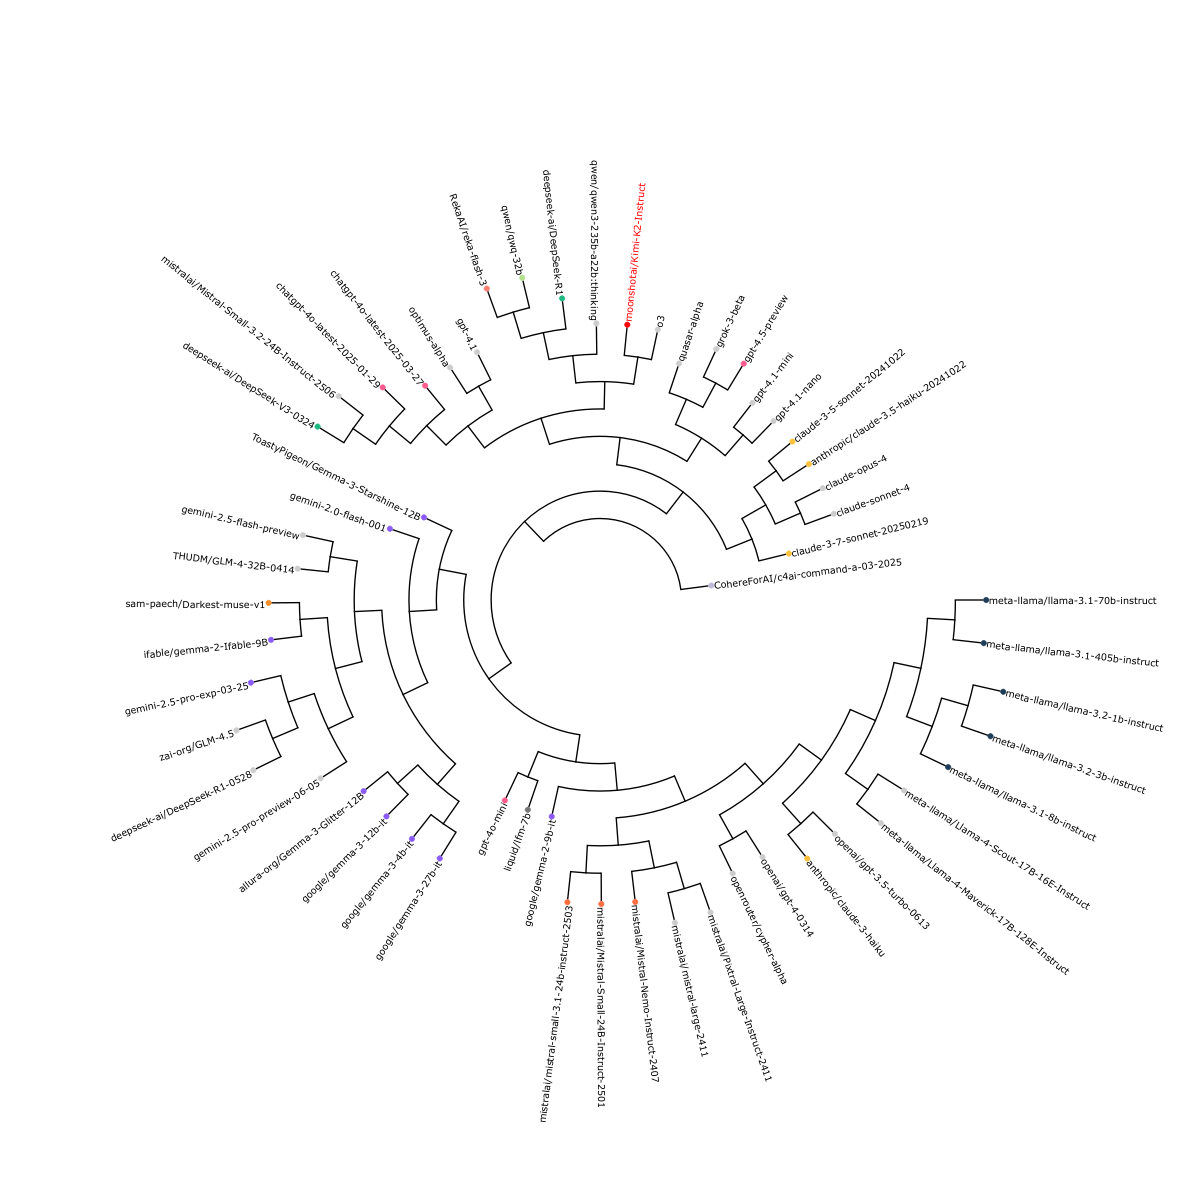 qwen/qwen3-235b-a22b:thinking
moonshotai/Kimi-K2-Instruct
o3
quasar-alpha
grok-3-beta
gpt-4.5-preview
gpt-4.1-mini
gpt-4.1-nano
claude-3-5-sonnet-20241022
anthropic/claude-3.5-haiku-20241022
claude-opus-4
claude-sonnet-4
claude-3-7-sonnet-20250219
CohereForAI/c4ai-command-a-03-2025
meta-llama/llama-3.1-70b-instruct
meta-llama/llama-3.1-405b-instruct
meta-llama/llama-3.2-1b-instruct
meta-llama/llama-3.2-3b-instruct
meta-llama/llama-3.1-8b-instruct
meta-llama/Llama-4-Scout-17B-16E-Instruct
meta-llama/Llama-4-Maverick-17B-128E-Instruct
openai/gpt-3.5-turbo-0613
anthropic/claude-3-haiku
openai/gpt-4-0314
openrouter/cypher-alpha
mistralai/Pixtral-Large-Instruct-2411
mistralai/mistral-large-2411
mistralai/Mistral-Nemo-Instruct-2407
mistralai/Mistral-Small-24B-Instruct-2501
mistralai/mistral-small-3.1-24b-instruct-2503
google/gemma-2-9b-it
liquid/lfm-7b
gpt-4o-mini
google/gemma-3-27b-it
google/gemma-3-4b-it
google/gemma-3-12b-it
allura-org/Gemma-3-Glitter-12B
gemini-2.5-pro-preview-06-05
deepseek-ai/DeepSeek-R1-0528
zai-org/GLM-4.5
gemini-2.5-pro-exp-03-25
ifable/gemma-2-Ifable-9B
sam-paech/Darkest-muse-v1
THUDM/GLM-4-32B-0414
gemini-2.5-flash-preview
gemini-2.0-flash-001
ToastyPigeon/Gemma-3-Starshine-12B
deepseek-ai/DeepSeek-V3-0324
mistralai/Mistral-Small-3.2-24B-Instruct-2506
chatgpt-4o-latest-2025-01-29
chatgpt-4o-latest-2025-03-27
optimus-alpha
gpt-4.1
RekaAI/reka-flash-3
qwen/qwq-32b
deepseek-ai/DeepSeek-R1